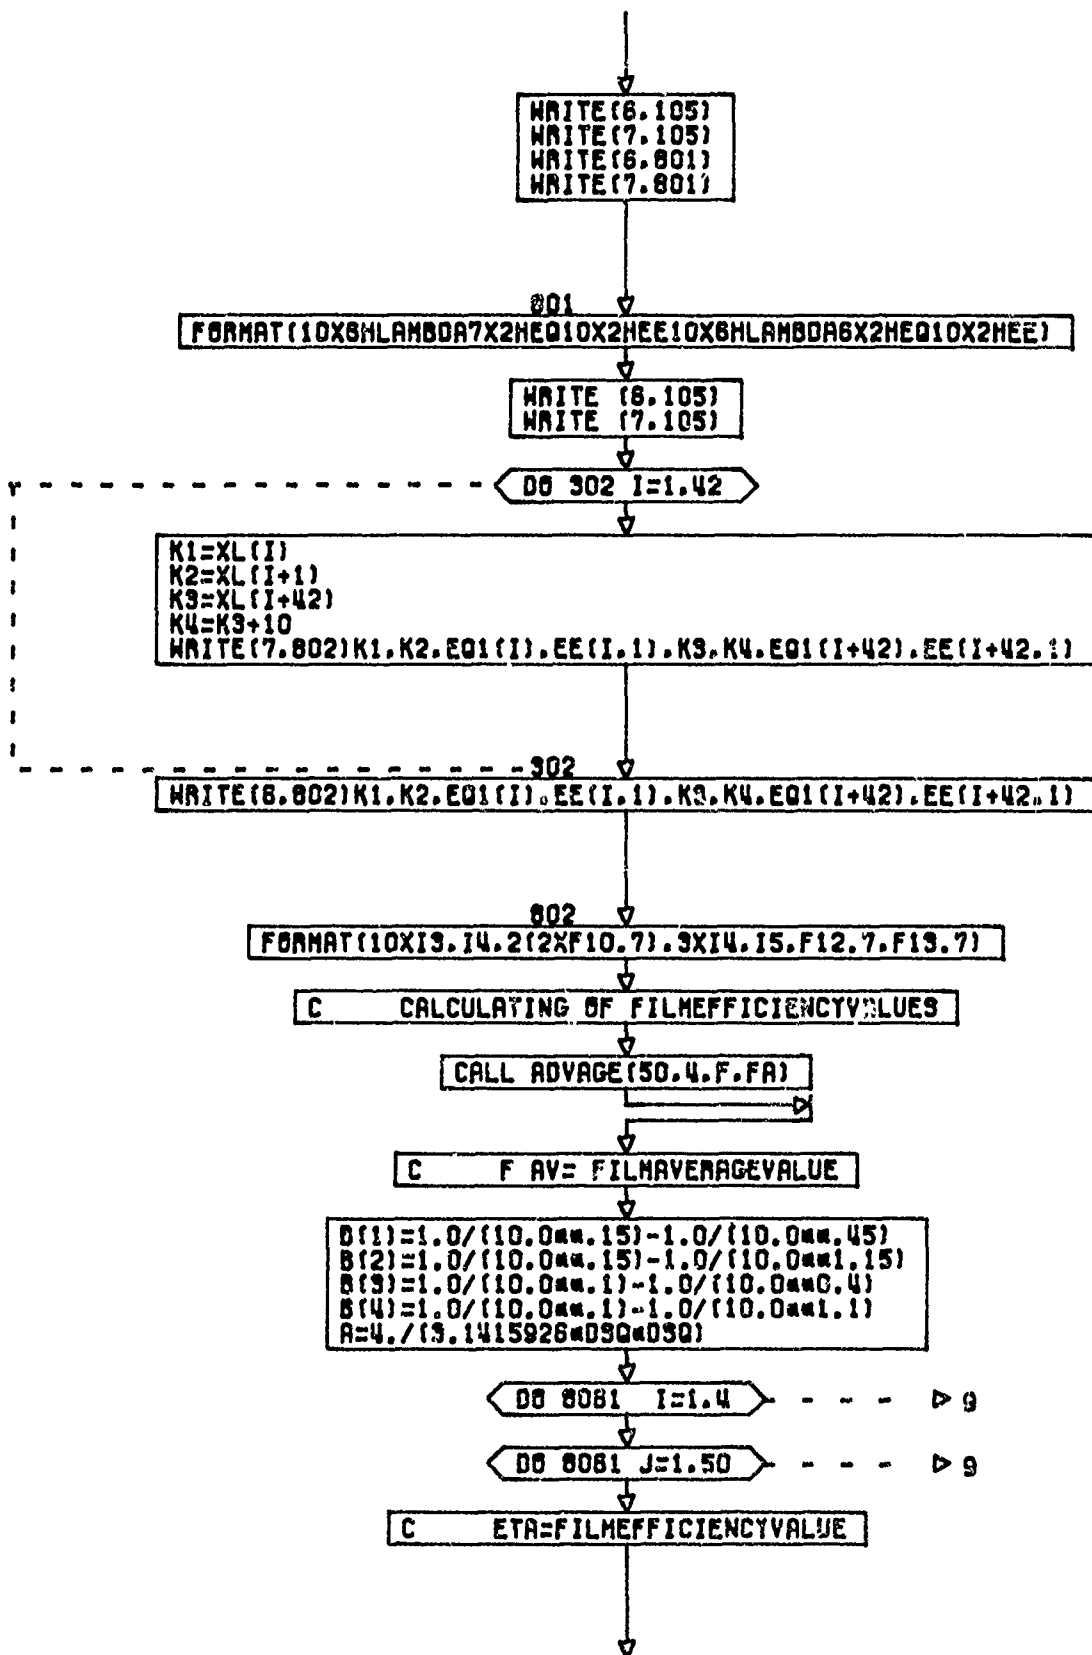 WRITE(6,105)
WRITE(7,105)
WRITE(6,801)
WRITE(7,801)
801
FORMAT(10X6HLAMBDA7X2HEQ10X2HEE10X6HLAMBDA6X2HEQ10X2HEE)
WRITE (6,105)
WRITE (7,105)
DO 302 I=1,42
K1=XL(I)
K2=XL(I+1)
K3=XL(I+42)
K4=K3+10
WRITE(7,802)K1,K2,EQ1(I),EE(I,1),K3,K4,EQ1(I+42),EE(I+42,1)
302
WRITE(6,802)K1,K2,EQ1(I),EE(I,1),K3,K4,EQ1(I+42),EE(I+42,1)
802
FORMAT(10XI3,I4,2(2XF10.7),3XI4,I5,F12.7,F13.7)
C CALCULATING OF FILMEFFICIENCYVALUES
CALL ADVAGE(50,4,F,FA)
C F AV= FILMAVERAGEVALUE
B(1)=1.0/(10.0**.15)-1.0/(10.0**.45)
B(2)=1.0/(10.0**.15)-1.0/(10.0**1.15)
B(3)=1.0/(10.0**.1)-1.0/(10.0**0.4)
B(4)=1.0/(10.0**.1)-1.0/(10.0**1.1)
A=4./(3.1415926*DSQ*DSQ)
DO 8081 I=1,4 9
DO 8081 J=1,50 9
C ETA=FILMEFFICIENCYVALUE